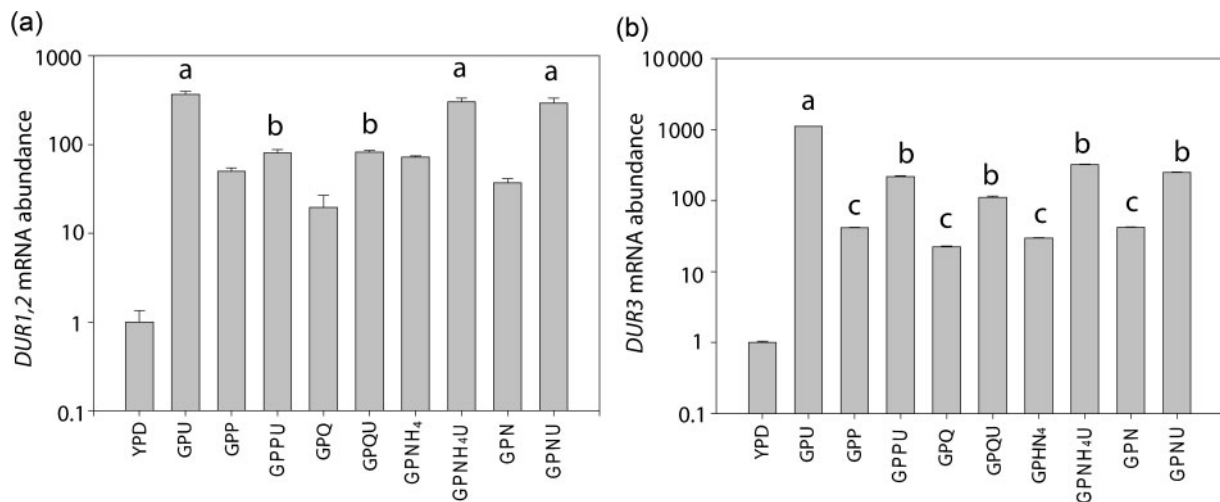 (a)
DUR1,2 mRNA abundance
1000
100
10
1
0.1
a
b
b
a
a
YPD
GPU
GPP
GPPU
GPQ
GPQU
GPNH₄
GPNH₄U
GPN
GPNU
(b)
DUR3 mRNA abundance
10 000
1000
100
10
1
0.1
a
c
b
c
b
c
b
c
b
YPD
GPU
GPP
GPPU
GPQ
GPQU
GPHN₄
GPNH₄U
GPN
GPNU